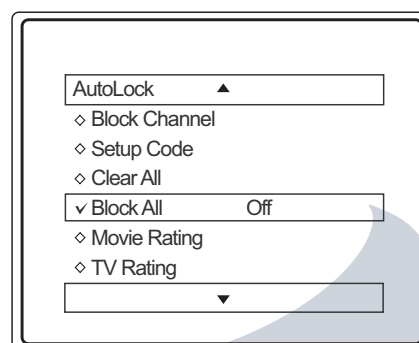 AutoLock
Block Channel
Setup Code
Clear All
Block All Off
Movie Rating
TV Rating